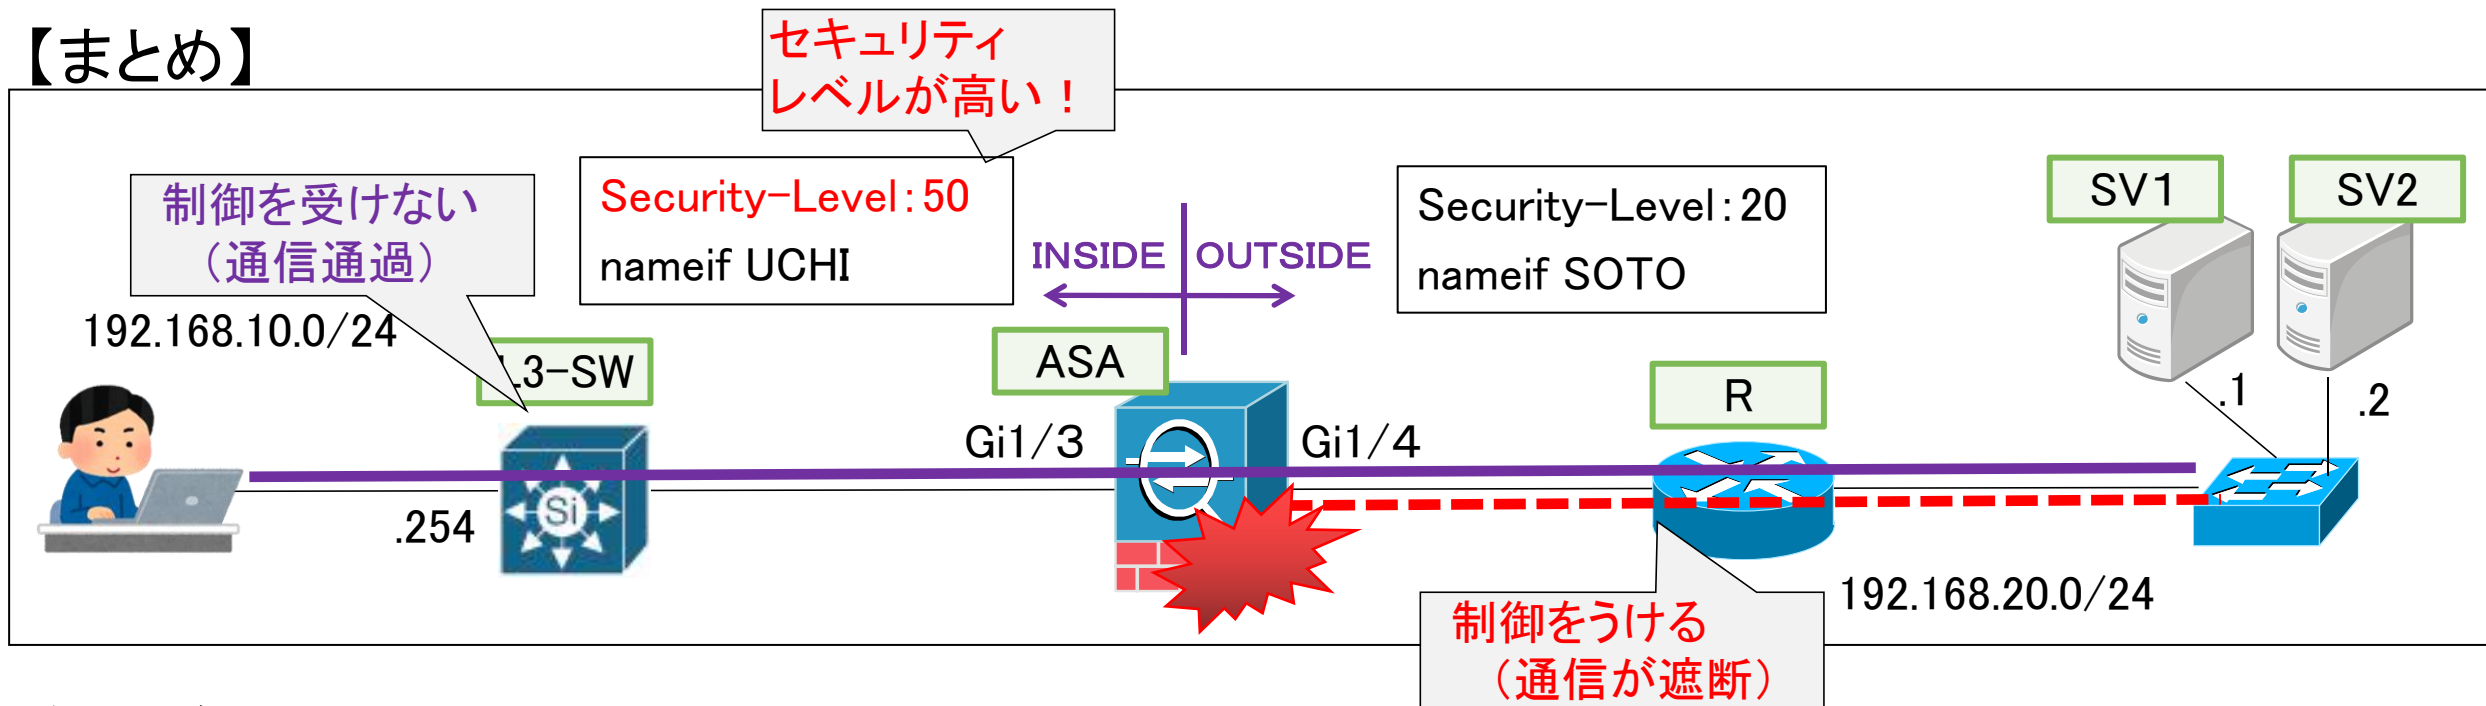 【まとめ】
セキュリティ
レベルが高い！
制御を受けない
（通信通過）
Security-Level：50
nameif UCHI
INSIDE
OUTSIDE
Security-Level：20
nameif SOTO
SV1
SV2
192.168.10.0/24
L3-SW
ASA
R
.1
.2
Gi1/3
Gi1/4
.254
Si
192.168.20.0/24
制御をうける
（通信が遮断）